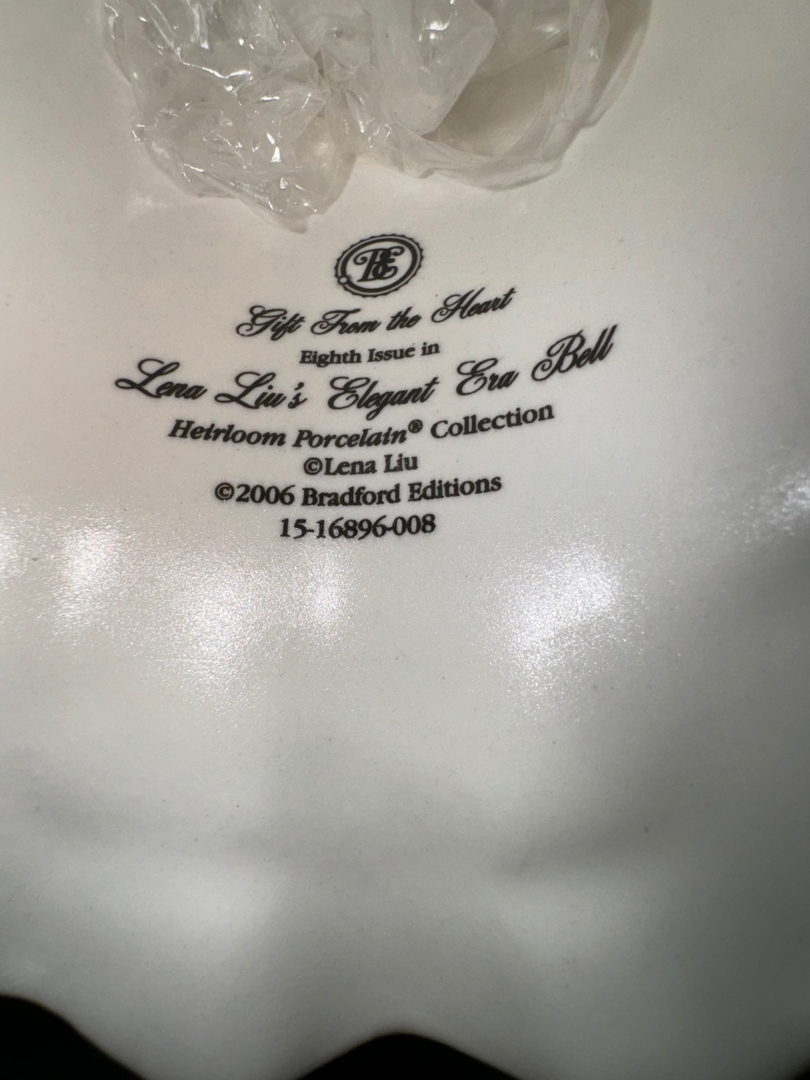 BE
Gift From the Heart
Eighth Issue in
Lena Liu's Elegant Era Bell
Heirloom Porcelain® Collection
©Lena Liu
©2006 Bradford Editions
15-16896-008